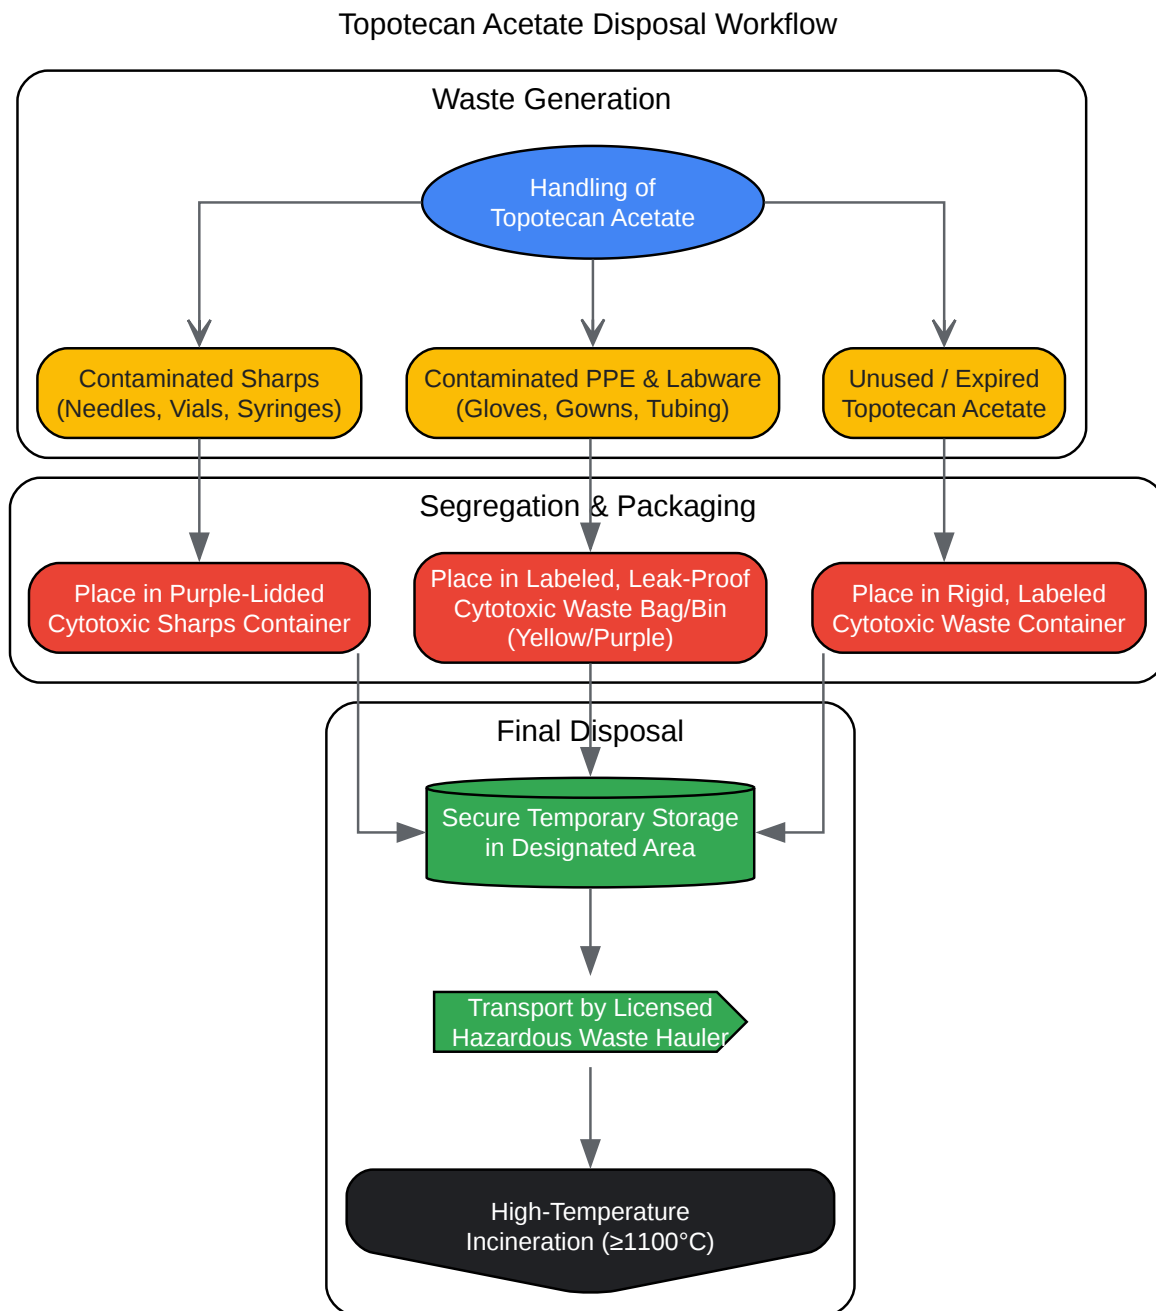 Topotecan Acetate Disposal Workflow
Waste Generation
Handling of
Topotecan Acetate
Contaminated Sharps
(Needles, Vials, Syringes)
Contaminated PPE & Labware
(Gloves, Gowns, Tubing)
Unused / Expired
Topotecan Acetate
Segregation & Packaging
Place in Purple-Lidded
Cytotoxic Sharps Container
Place in Labeled, Leak-Proof
Cytotoxic Waste Bag/Bin
(Yellow/Purple)
Place in Rigid, Labeled
Cytotoxic Waste Container
Final Disposal
Secure Temporary Storage
in Designated Area
Transport by Licensed
Hazardous Waste Hauler
High-Temperature
Incineration (≥1100°C)